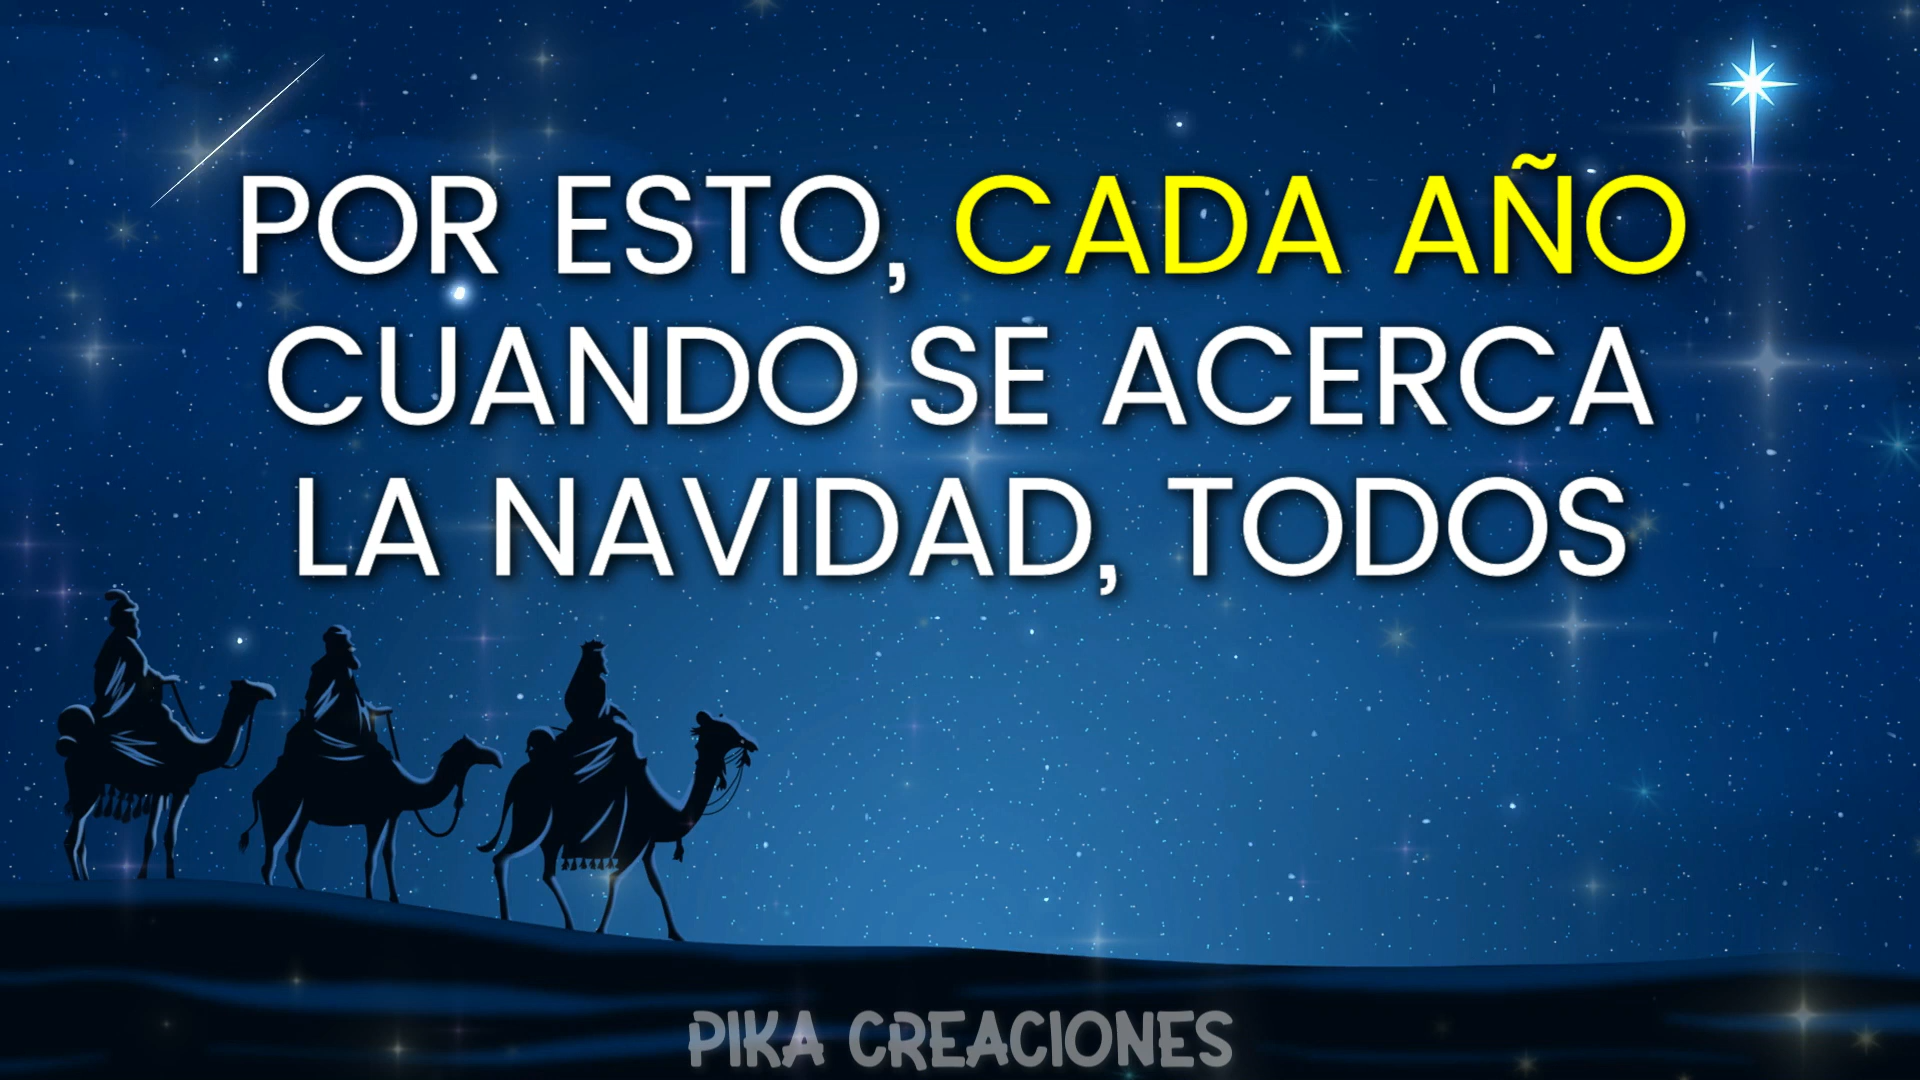 POR ESTO, CADA AÑO
CUANDO SE ACERCA
LA NAVIDAD, TODOS
PIKA CREACIONES